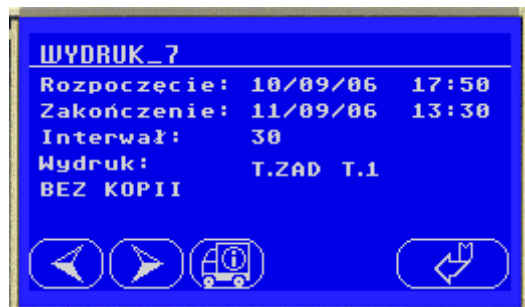 WYDRUK_7
Rozpoczęcie: 10/09/06 17:50
Zakończenie: 11/09/06 13:30
Interwał: 30
Wydruk: T.ZAD T.1
BEZ KOPII